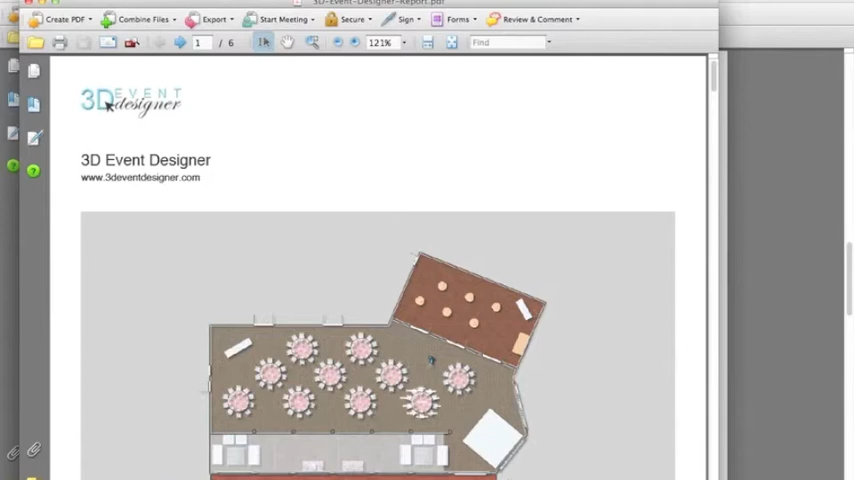 3D-Event-Designer-Report.pdf
Create PDF Combine Files Export Start Meeting Secure Sign Forms Review & Comment
1 / 6 121% Find
3D EVENT
designer
3D Event Designer
www.3deventdesigner.com